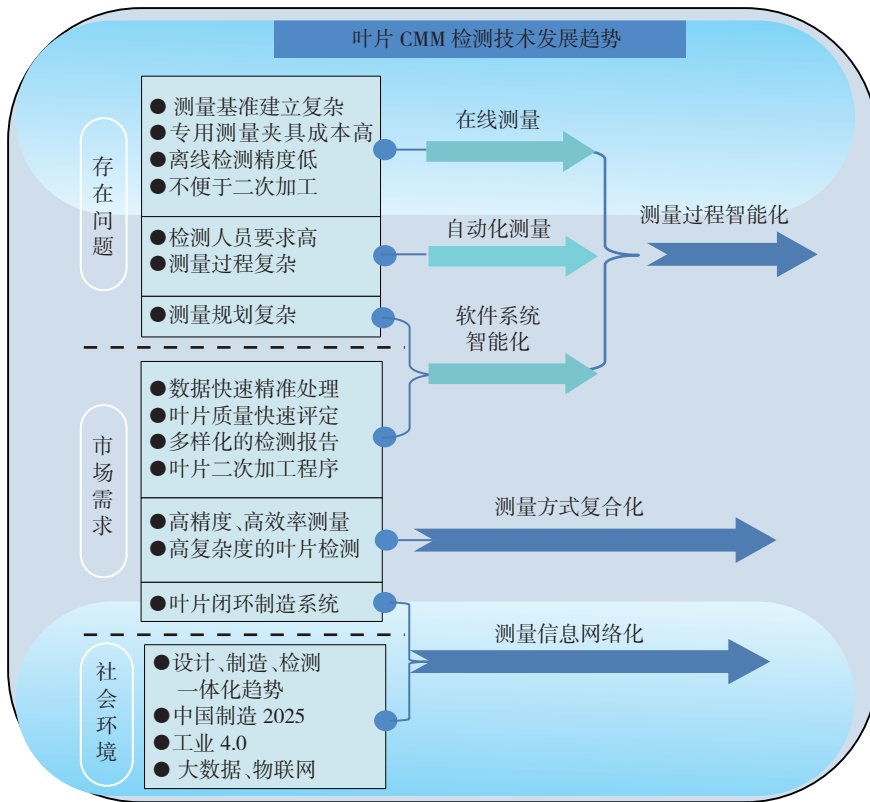 叶片 CMM 检测技术发展趋势
存在问题
● 测量基准建立复杂
● 专用测量夹具成本高
● 离线检测精度低
● 不便于二次加工
● 检测人员要求高
● 测量过程复杂
● 测量规划复杂
在线测量
自动化测量
软件系统
智能化
测量过程智能化
市场需求
● 数据快速精准处理
● 叶片质量快速评定
● 多样化的检测报告
● 叶片二次加工程序
● 高精度、高效率测量
● 高复杂度的叶片检测
● 叶片闭环制造系统
测量方式复合化
测量信息网络化
社会环境
● 设计、制造、检测
一体化趋势
● 中国制造 2025
● 工业 4.0
● 大数据、物联网